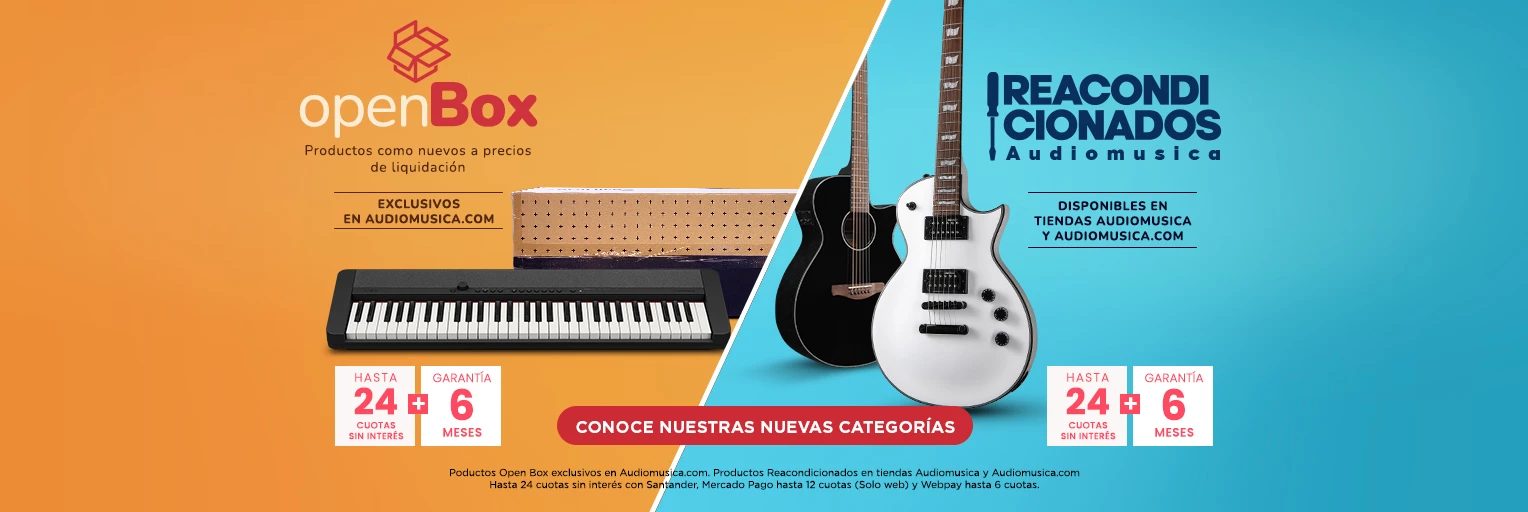 openBox
Productos como nuevos a precios
de liquidación
EXCLUSIVOS
EN AUDIOMUSICA.COM
HASTA
24
CUOTAS
SIN INTERÉS
+
GARANTÍA
6
MESES
REACONDI
CIONADOS
Audiomusica
DISPONIBLES EN
TIENDAS AUDIOMUSICA
Y AUDIOMUSICA.COM
HASTA
24
CUOTAS
SIN INTERÉS
+
GARANTÍA
6
MESES
CONOCE NUESTRAS NUEVAS CATEGORÍAS
Poductos Open Box exclusivos en Audiomusica.com. Productos Reacondicionados en tiendas Audiomusica y Audiomusica.com
Hasta 24 cuotas sin interés con Santander, Mercado Pago hasta 12 cuotas (Solo web) y Webpay hasta 6 cuotas.